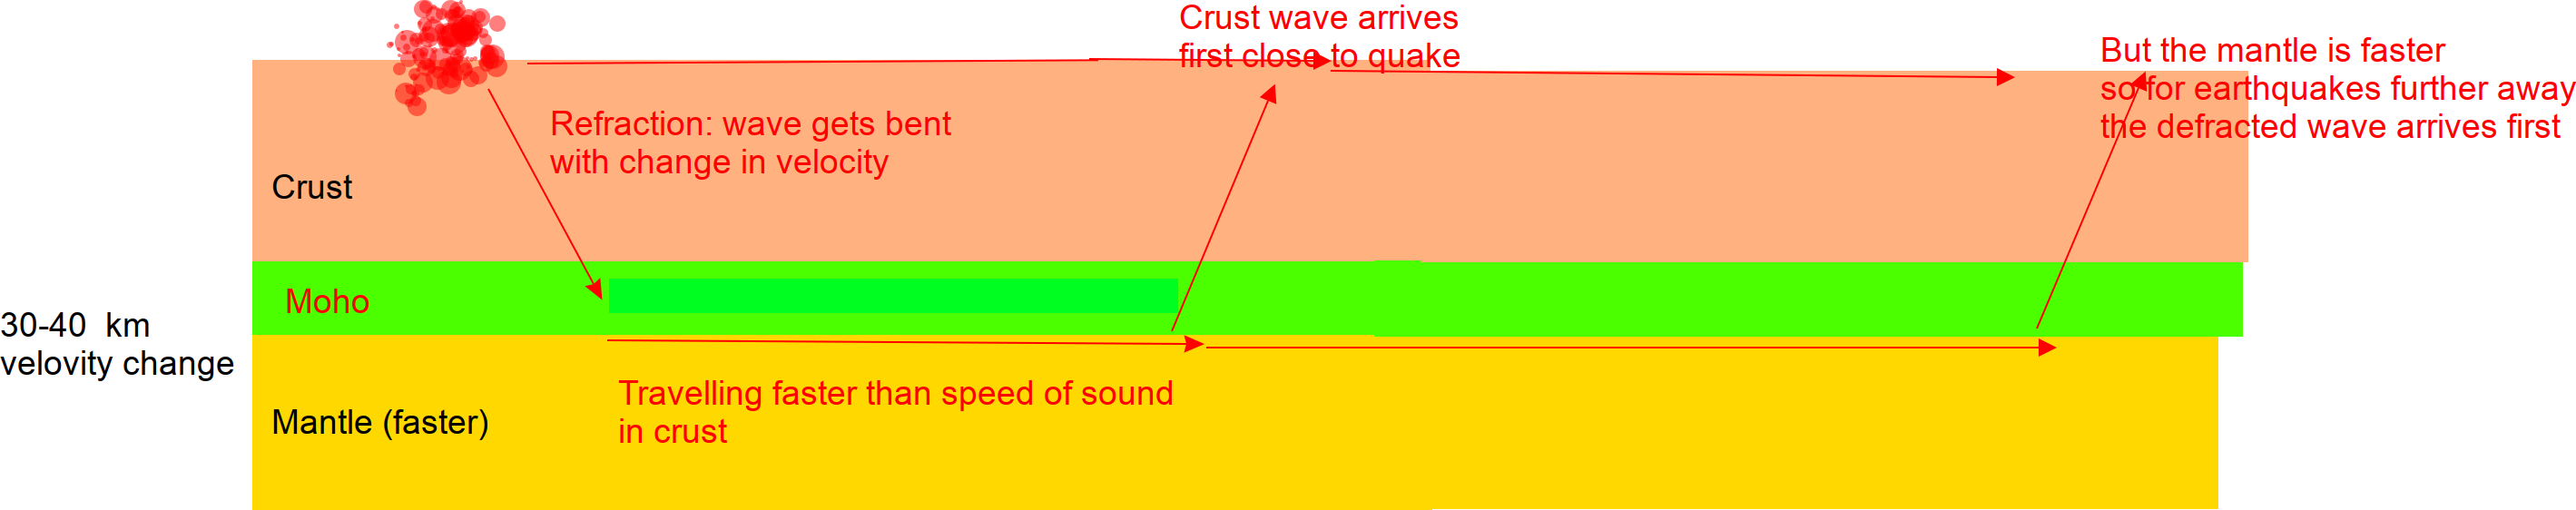 Crust wave arrives
first close to quake
But the mantle is faster
so for earthquakes further away
the defracted wave arrives first
Refraction: wave gets bent
with change in velocity
Crust
Moho
30-40  km
velovity change
Travelling faster than speed of sound
in crust
Mantle (faster)